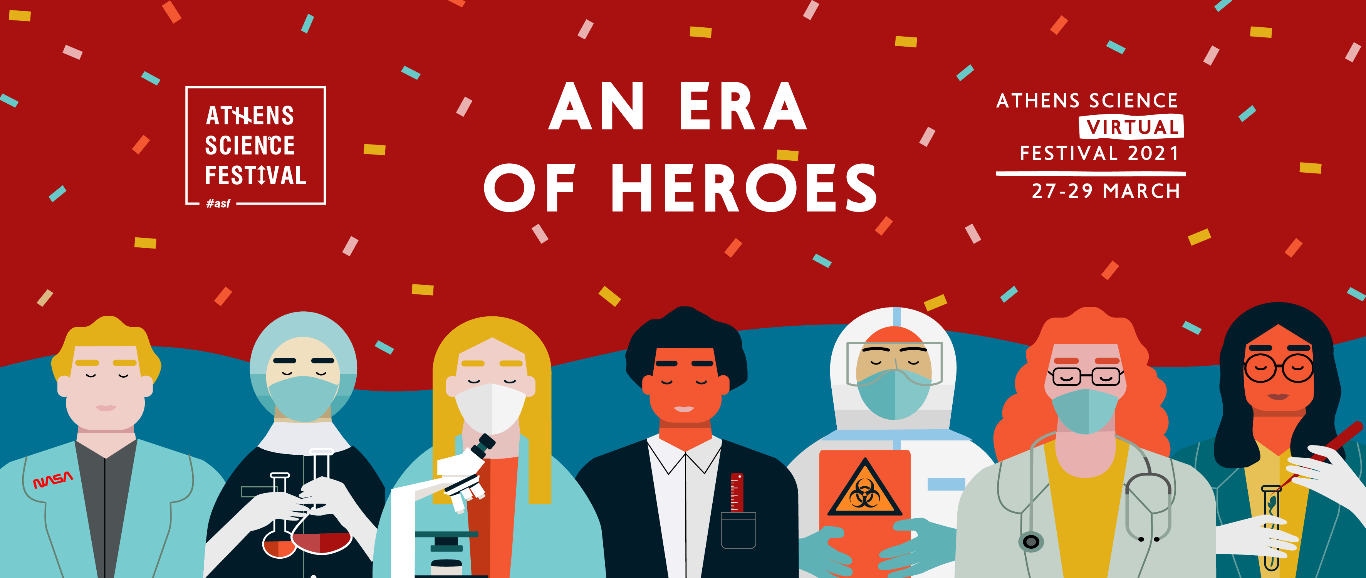 ATHENS
SCIENCE
FESTIVAL
#asf
AN ERA
OF HEROES
ATHENS SCIENCE
VIRTUAL
FESTIVAL 2021
27-29 MARCH
NASA